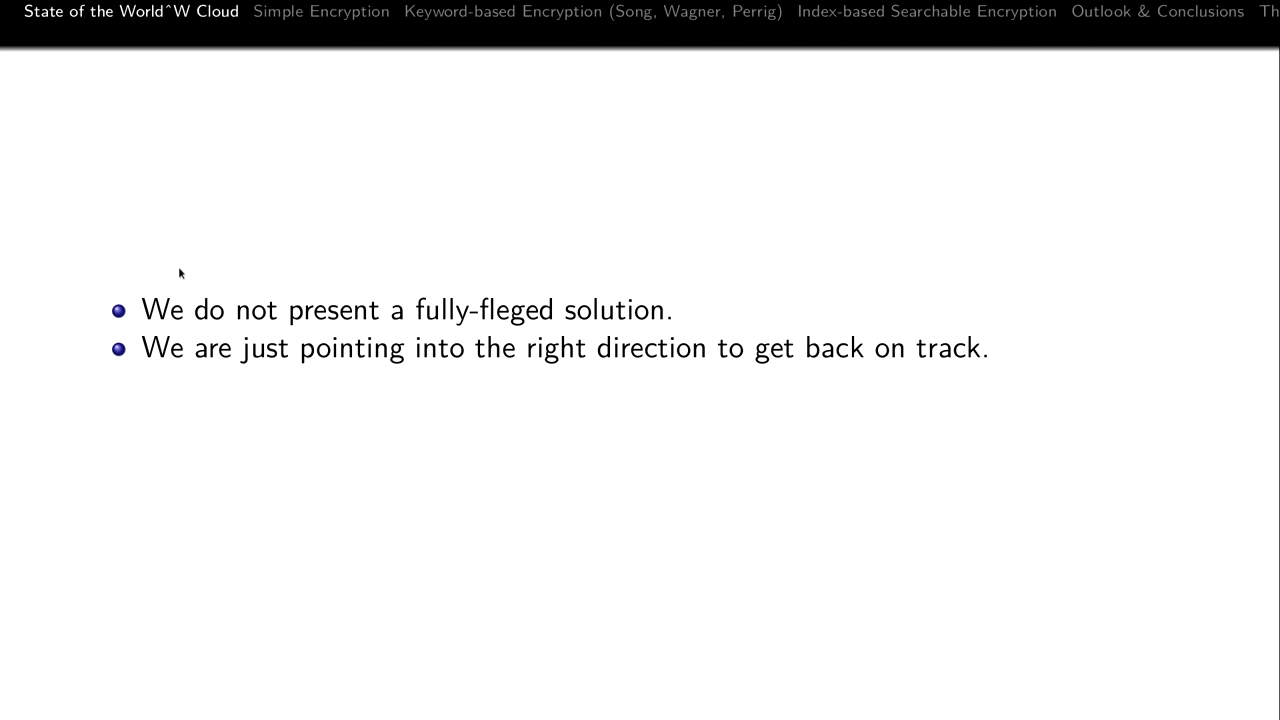 State of the World^W Cloud Simple Encryption Keyword-based Encryption (Song, Wagner, Perrig) Index-based Searchable Encryption Outlook & Conclusions Th
We do not present a fully-fleged solution.
We are just pointing into the right direction to get back on track.